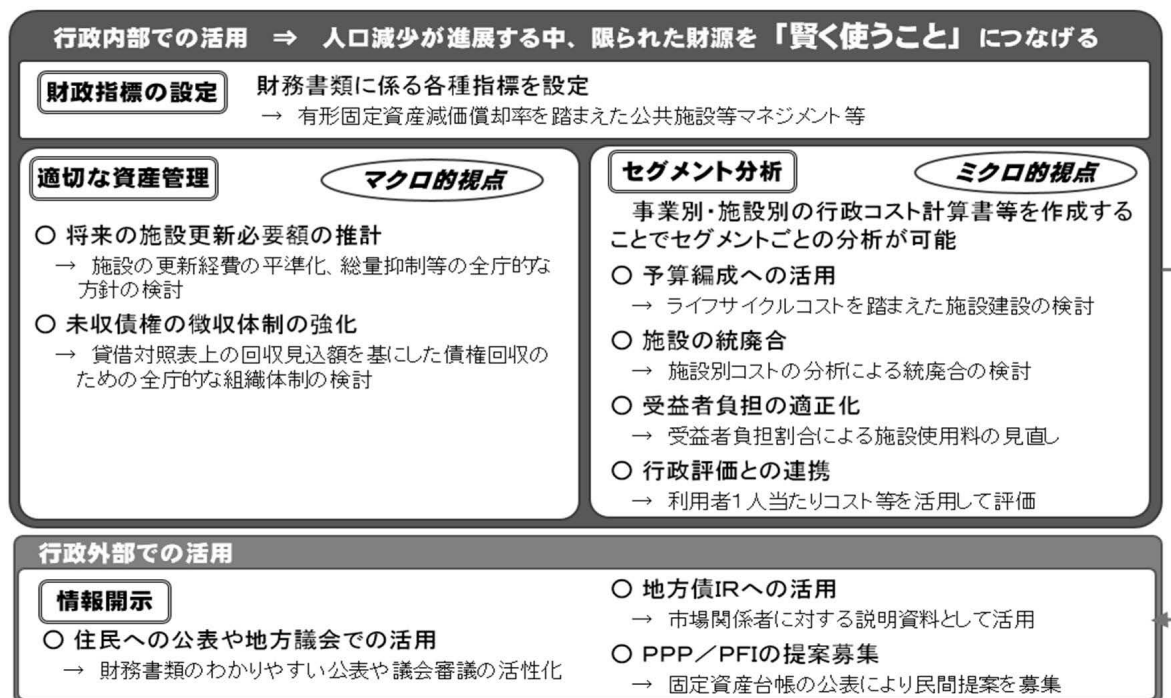 行政内部での活用 ⇒ 人口減少が進展する中、限られた財源を「賢く使うこと」につなげる
財政指標の設定
財務書類に係る各種指標を設定
→ 有形固定資産減価償却率を踏まえた公共施設等マネジメント等
適切な資産管理
マクロ的視点
○ 将来の施設更新必要額の推計
→ 施設の更新経費の平準化、総量抑制等の全庁的な
方針の検討
○ 未収債権の徴収体制の強化
→ 貸借対照表上の回収見込額を基にした債権回収の
ための全庁的な組織体制の検討
セグメント分析
ミクロ的視点
事業別・施設別の行政コスト計算書等を作成する
ことでセグメントごとの分析が可能
○ 予算編成への活用
→ ライフサイクルコストを踏まえた施設建設の検討
○ 施設の統廃合
→ 施設別コストの分析による統廃合の検討
○ 受益者負担の適正化
→ 受益者負担割合による施設使用料の見直し
○ 行政評価との連携
→ 利用者1人当たりコスト等を活用して評価
行政外部での活用
情報開示
○ 住民への公表や地方議会での活用
→ 財務書類のわかりやすい公表や議会審議の活性化
○ 地方債IRへの活用
→ 市場関係者に対する説明資料として活用
○ PPP／PFIの提案募集
→ 固定資産台帳の公表により民間提案を募集